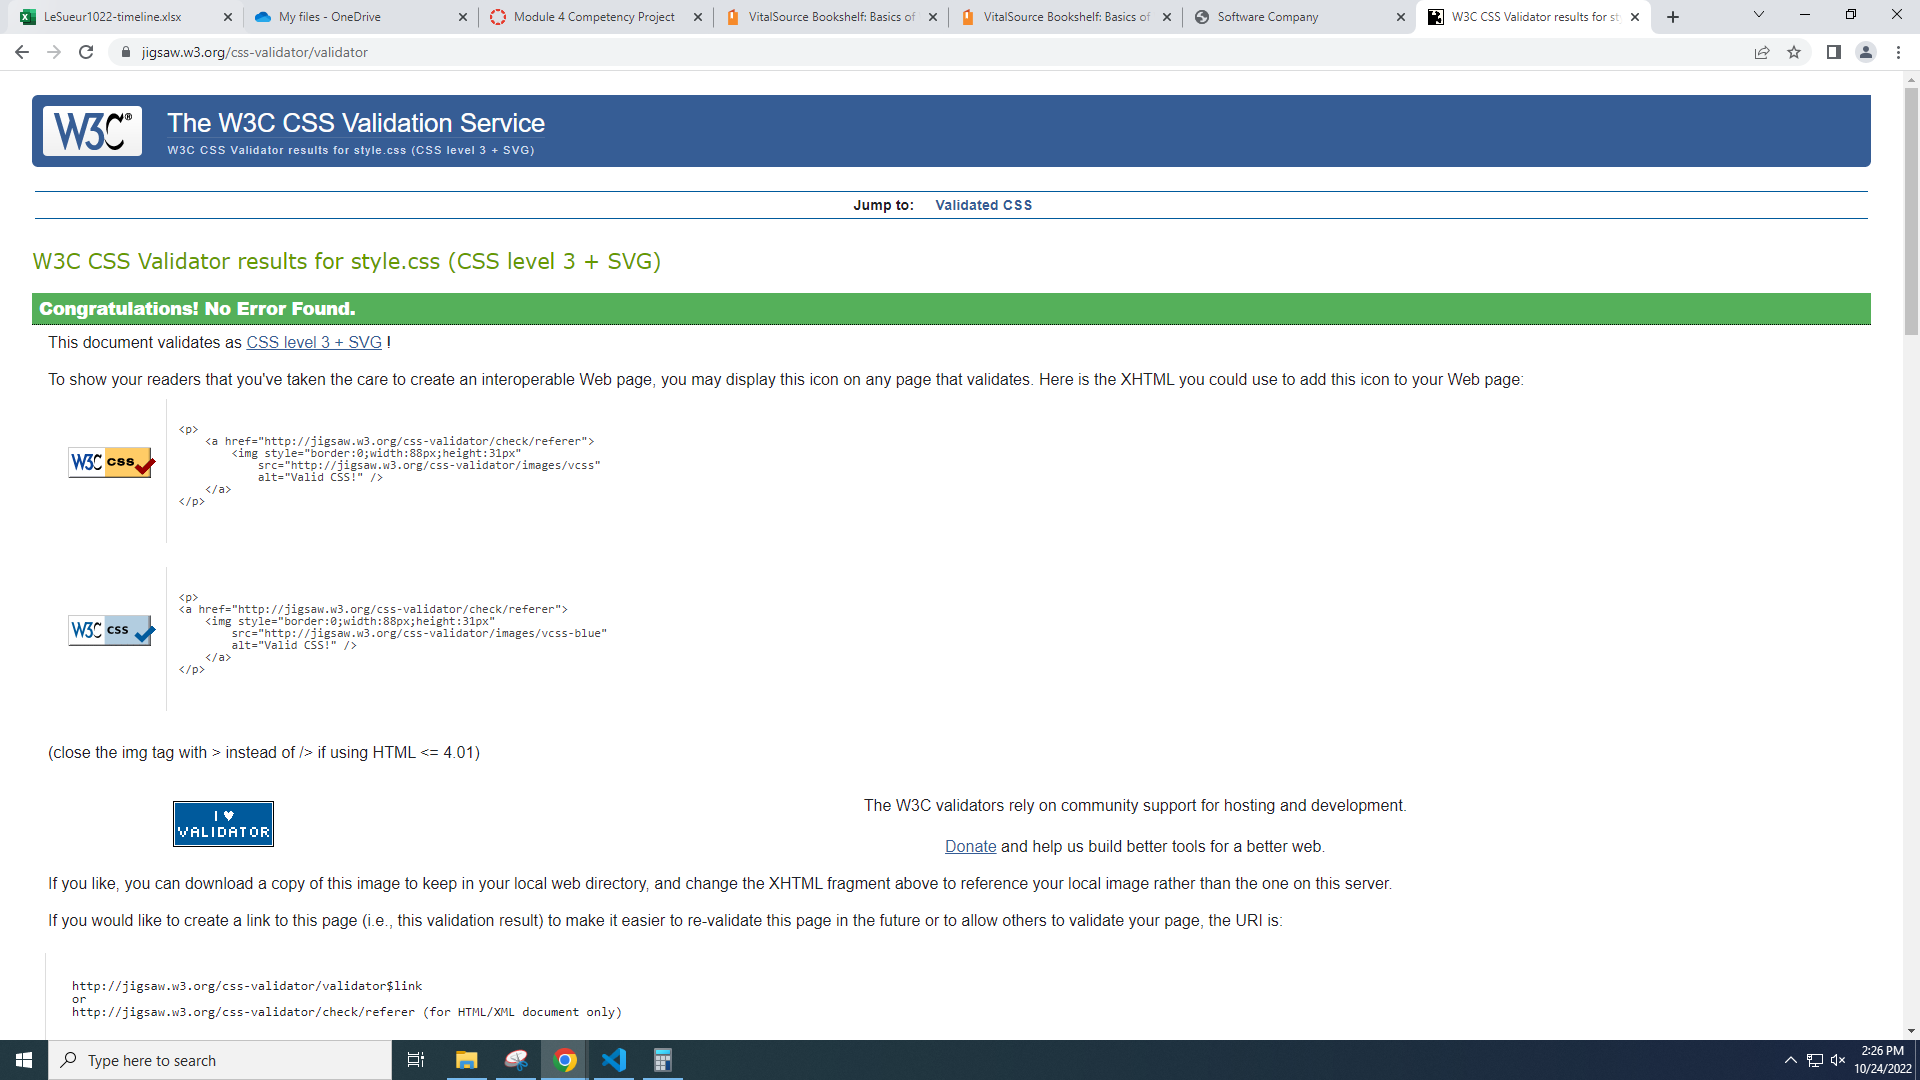 LeSueur1022-timeline.xlsx
My files - OneDrive
Module 4 Competency Project
VitalSource Bookshelf: Basics of
VitalSource Bookshelf: Basics of
Software Company
W3C CSS Validator results for st
jigsaw.w3.org/css-validator/validator
W3C®
The W3C CSS Validation Service
W3C CSS Validator results for style.css (CSS level 3 + SVG)
Jump to: Validated CSS
W3C CSS Validator results for style.css (CSS level 3 + SVG)
Congratulations! No Error Found.
This document validates as CSS level 3 + SVG !
To show your readers that you've taken the care to create an interoperable Web page, you may display this icon on any page that validates. Here is the XHTML you could use to add this icon to your Web page:
W3C css
<p>
<a href="http://jigsaw.w3.org/css-validator/check/referer">
<img style="border:0;width:88px;height:31px"
src="http://jigsaw.w3.org/css-validator/images/vcss"
alt="Valid CSS!" />
</a>
</p>
W3C css
<p>
<a href="http://jigsaw.w3.org/css-validator/check/referer">
<img style="border:0;width:88px;height:31px"
src="http://jigsaw.w3.org/css-validator/images/vcss-blue"
alt="Valid CSS!" />
</a>
</p>
(close the img tag with > instead of /> if using HTML <= 4.01)
I ♥
VALIDATOR
The W3C validators rely on community support for hosting and development.
Donate and help us build better tools for a better web.
If you like, you can download a copy of this image to keep in your local web directory, and change the XHTML fragment above to reference your local image rather than the one on this server.
If you would like to create a link to this page (i.e., this validation result) to make it easier to re-validate this page in the future or to allow others to validate your page, the URI is:
http://jigsaw.w3.org/css-validator/validator$link
or
http://jigsaw.w3.org/css-validator/check/referer (for HTML/XML document only)
Type here to search
2:26 PM
10/24/2022